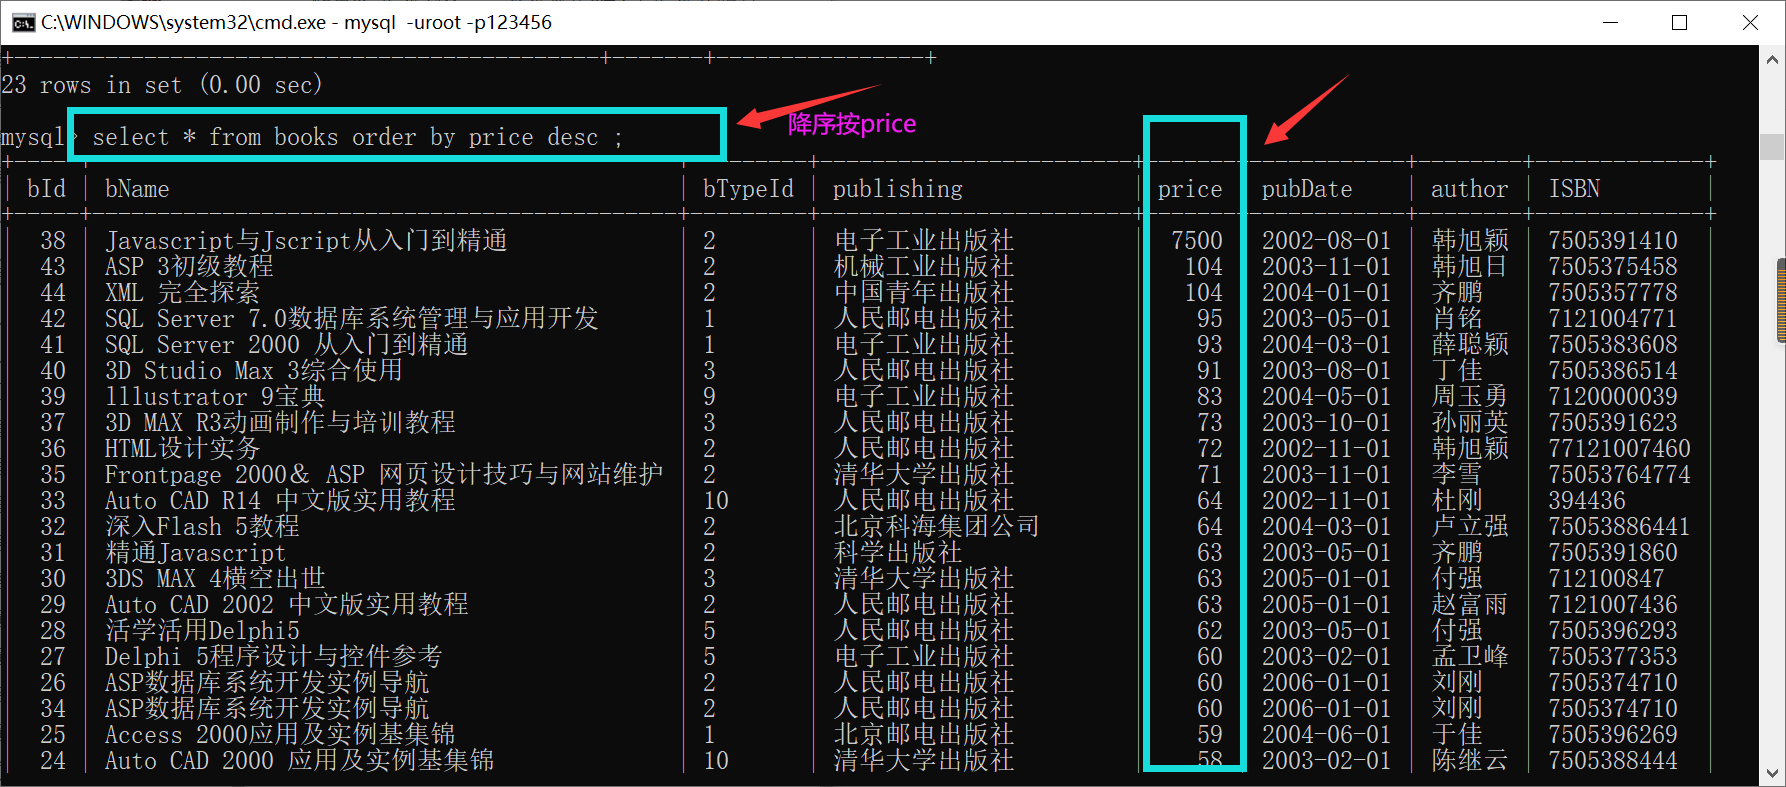 C:\WINDOWS\system32\cmd.exe - mysql  -uroot -p123456
23 rows in set (0.00 sec)
降序按price
mysql> select * from books order by price desc ;
| bId | bName | bTypeId | publishing | price | pubDate | author | ISBN |
| 38 | Javascript与Jscript从入门到精通 | 2 | 电子工业出版社 | 7500 | 2002-08-01 | 韩旭颖 | 7505391410 |
| 43 | ASP 3初级教程 | 2 | 机械工业出版社 | 104 | 2003-11-01 | 韩旭日 | 7505375458 |
| 44 | XML 完全探索 | 2 | 中国青年出版社 | 104 | 2004-01-01 | 齐鹏 | 7505357778 |
| 42 | SQL Server 7.0数据库系统管理与应用开发 | 1 | 人民邮电出版社 | 95 | 2003-05-01 | 肖铭 | 7121004771 |
| 41 | SQL Server 2000 从入门到精通 | 1 | 电子工业出版社 | 93 | 2004-03-01 | 薛聪颖 | 7505383608 |
| 40 | 3D Studio Max 3综合使用 | 3 | 人民邮电出版社 | 91 | 2003-08-01 | 丁佳 | 7505386514 |
| 39 | lllustrator 9宝典 | 9 | 电子工业出版社 | 83 | 2004-05-01 | 周玉勇 | 7120000039 |
| 37 | 3D MAX R3动画制作与培训教程 | 3 | 人民邮电出版社 | 73 | 2003-10-01 | 孙丽英 | 7505391623 |
| 36 | HTML设计实务 | 2 | 人民邮电出版社 | 72 | 2002-11-01 | 韩旭颖 | 77121007460 |
| 35 | Frontpage 2000＆ ASP 网页设计技巧与网站维护 | 2 | 清华大学出版社 | 71 | 2003-11-01 | 李雪 | 75053764774 |
| 33 | Auto CAD R14 中文版实用教程 | 10 | 人民邮电出版社 | 64 | 2002-11-01 | 杜刚 | 394436 |
| 32 | 深入Flash 5教程 | 2 | 北京科海集团公司 | 64 | 2004-03-01 | 卢立强 | 75053886441 |
| 31 | 精通Javascript | 2 | 科学出版社 | 63 | 2003-05-01 | 齐鹏 | 7505391860 |
| 30 | 3DS MAX 4横空出世 | 3 | 清华大学出版社 | 63 | 2005-01-01 | 付强 | 712100847 |
| 29 | Auto CAD 2002 中文版实用教程 | 2 | 人民邮电出版社 | 63 | 2005-01-01 | 赵富雨 | 7121007436 |
| 28 | 活学活用Delphi5 | 5 | 人民邮电出版社 | 62 | 2003-05-01 | 付强 | 7505396293 |
| 27 | Delphi 5程序设计与控件参考 | 5 | 电子工业出版社 | 60 | 2003-02-01 | 孟卫峰 | 7505377353 |
| 26 | ASP数据库系统开发实例导航 | 2 | 人民邮电出版社 | 60 | 2006-01-01 | 刘刚 | 7505374710 |
| 34 | ASP数据库系统开发实例导航 | 2 | 人民邮电出版社 | 60 | 2006-01-01 | 刘刚 | 7505374710 |
| 25 | Access 2000应用及实例基集锦 | 1 | 北京邮电出版社 | 59 | 2004-06-01 | 于佳 | 7505396269 |
| 24 | Auto CAD 2000 应用及实例基集锦 | 10 | 清华大学出版社 | 58 | 2003-02-01 | 陈继云 | 7505388444 |